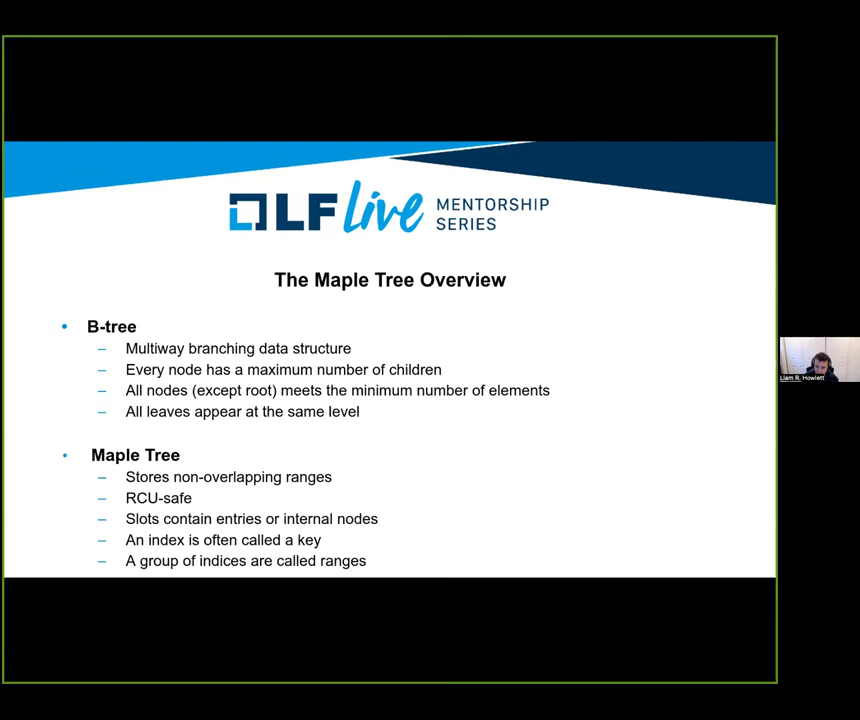 LF live MENTORSHIP
SERIES
The Maple Tree Overview
• B-tree
– Multiway branching data structure
– Every node has a maximum number of children
– All nodes (except root) meets the minimum number of elements
– All leaves appear at the same level
• Maple Tree
– Stores non-overlapping ranges
– RCU-safe
– Slots contain entries or internal nodes
– An index is often called a key
– A group of indices are called ranges
Liam R. Howlett